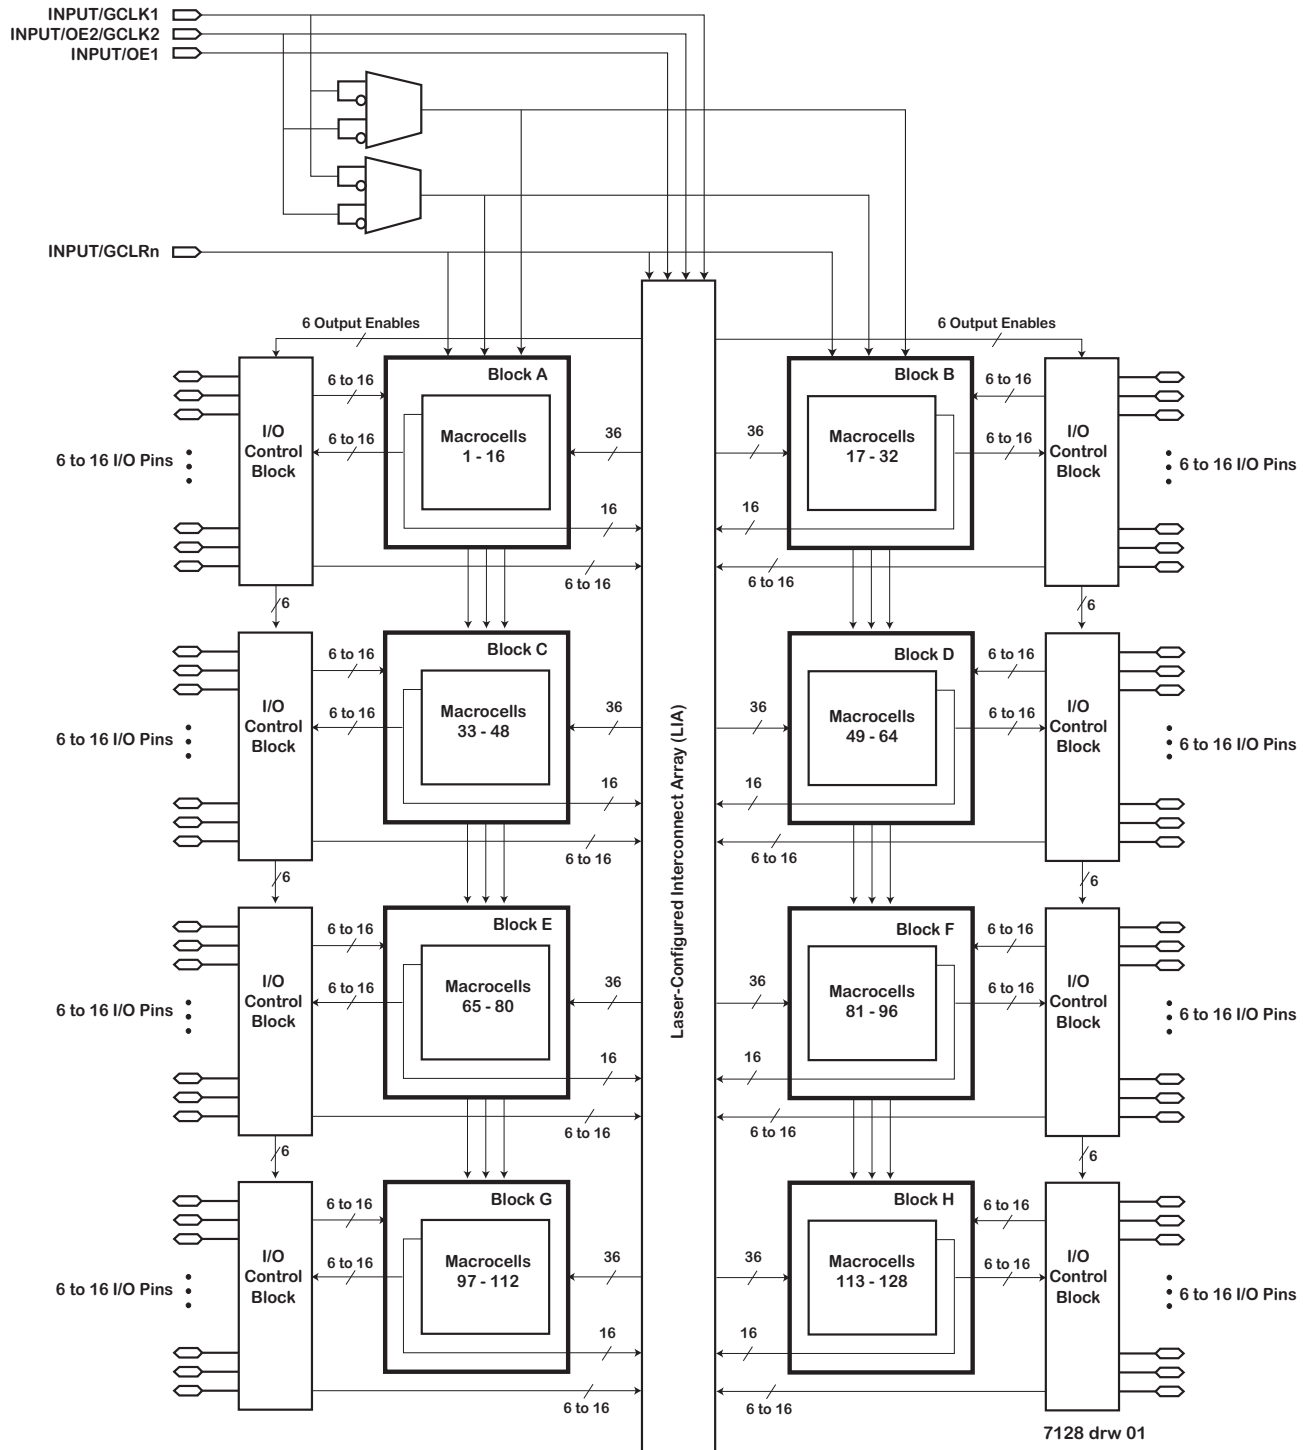 INPUT/GCLK1
INPUT/OE2/GCLK2
INPUT/OE1
INPUT/GCLRn
6 Output Enables
6 Output Enables
Laser-Configured Interconnect Array (LIA)
6 to 16 I/O Pins
I/O
Control
Block
6 to 16
6 to 16
Block A
Macrocells
1 - 16
36
16
6 to 16
36
16
6 to 16
Block B
Macrocells
17 - 32
6 to 16
6 to 16
I/O
Control
Block
6 to 16 I/O Pins
6
6
6 to 16 I/O Pins
I/O
Control
Block
6 to 16
6 to 16
Block C
Macrocells
33 - 48
36
16
6 to 16
36
16
6 to 16
Block D
Macrocells
49 - 64
6 to 16
6 to 16
I/O
Control
Block
6 to 16 I/O Pins
6
6
6 to 16 I/O Pins
I/O
Control
Block
6 to 16
6 to 16
Block E
Macrocells
65 - 80
36
16
6 to 16
36
16
6 to 16
Block F
Macrocells
81 - 96
6 to 16
6 to 16
I/O
Control
Block
6 to 16 I/O Pins
6
6
6 to 16 I/O Pins
I/O
Control
Block
6 to 16
6 to 16
Block G
Macrocells
97 - 112
36
16
6 to 16
36
16
6 to 16
Block H
Macrocells
113 - 128
6 to 16
6 to 16
I/O
Control
Block
6 to 16 I/O Pins
7128 drw 01